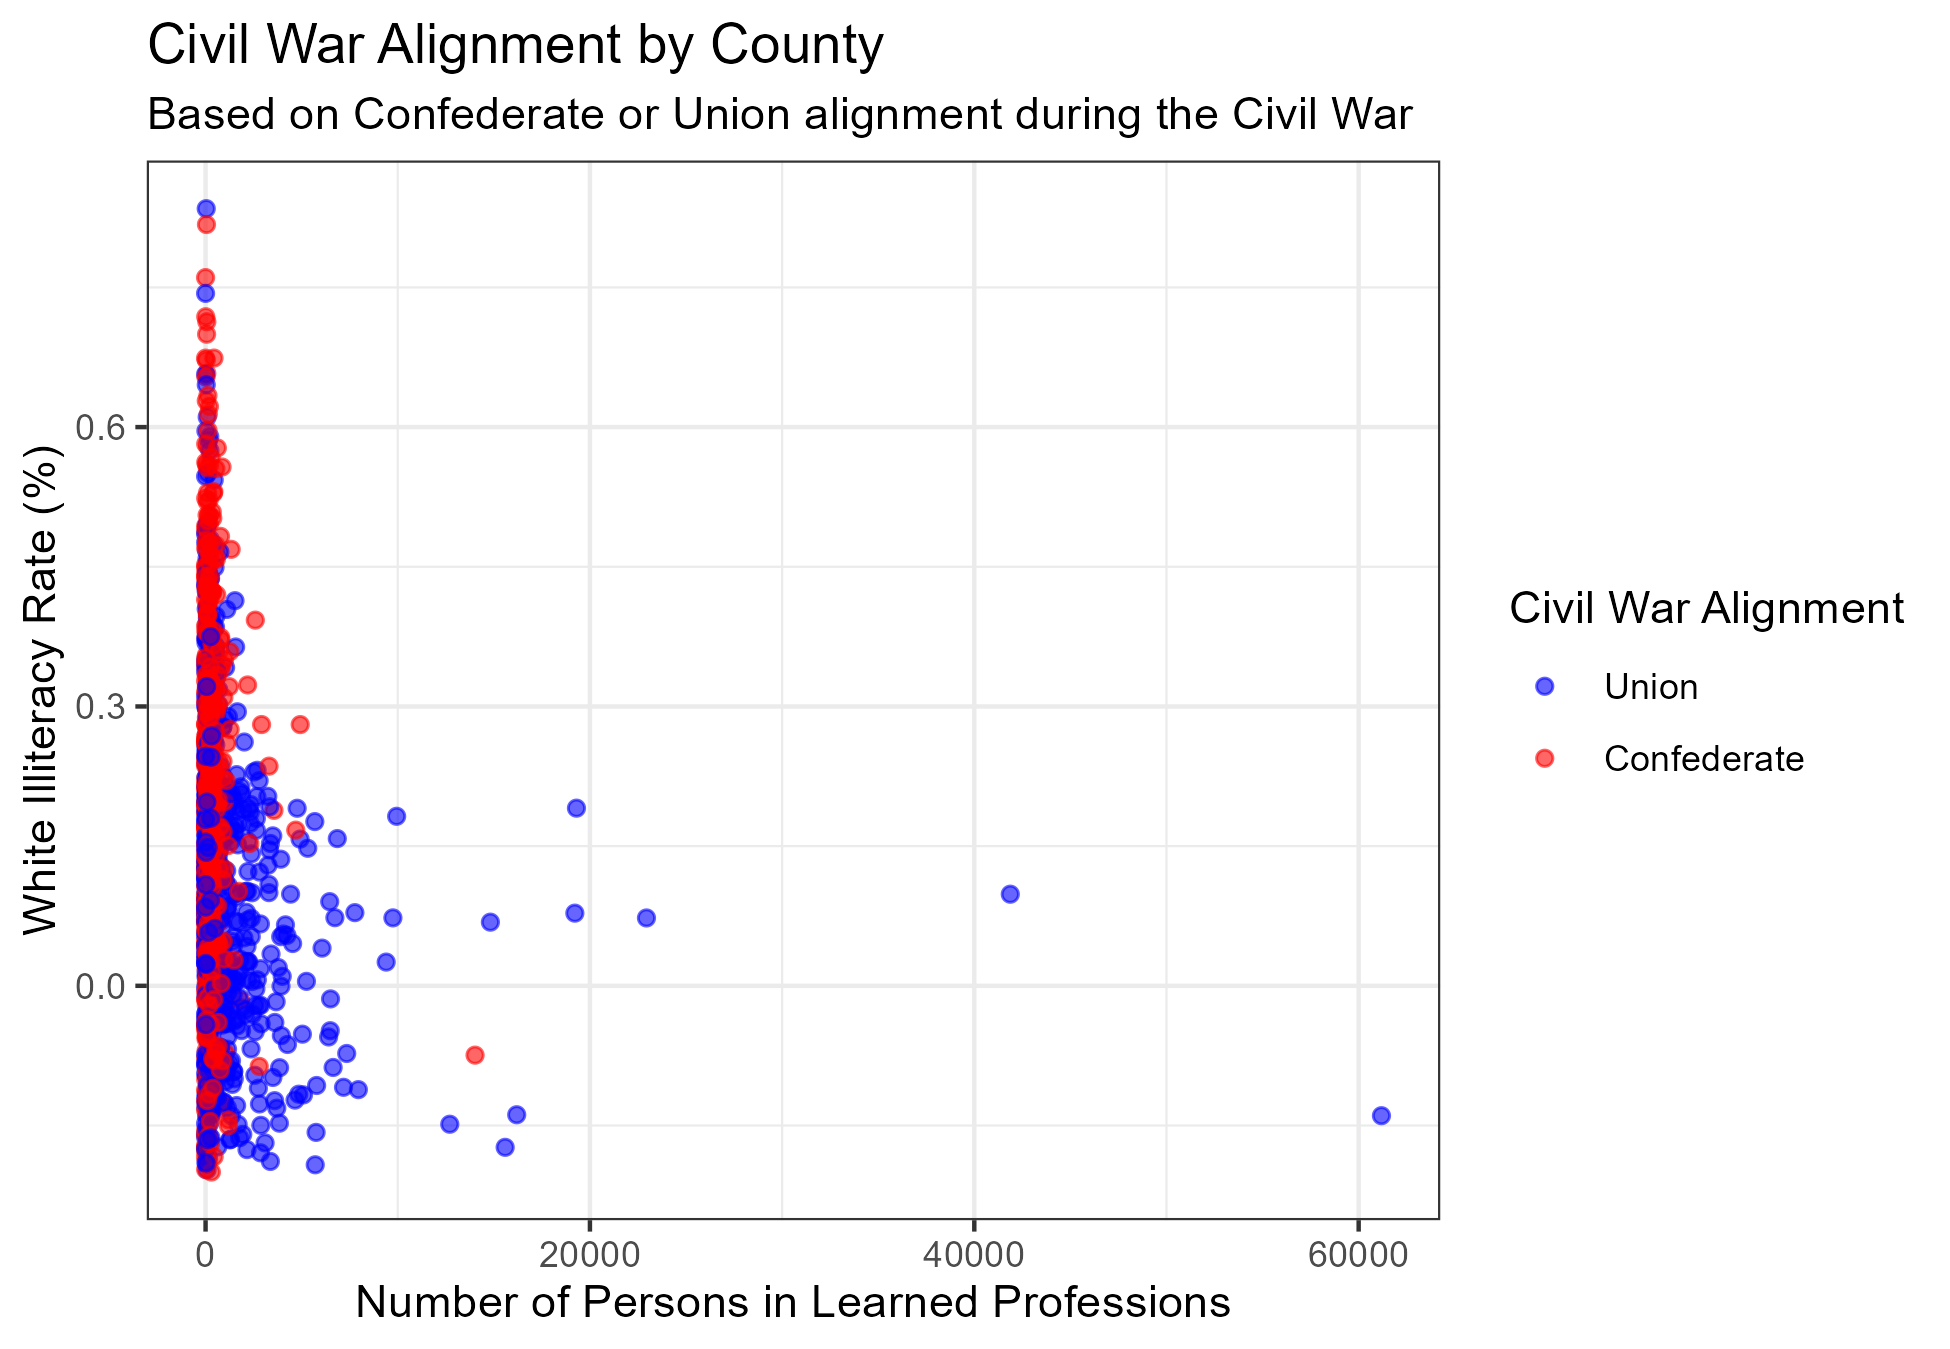 Civil War Alignment by County
Based on Confederate or Union alignment during the Civil War
White Illiteracy Rate (%)
0.6
0.3
0.0
0 20000 40000 60000
Number of Persons in Learned Professions
Civil War Alignment
Union
Confederate